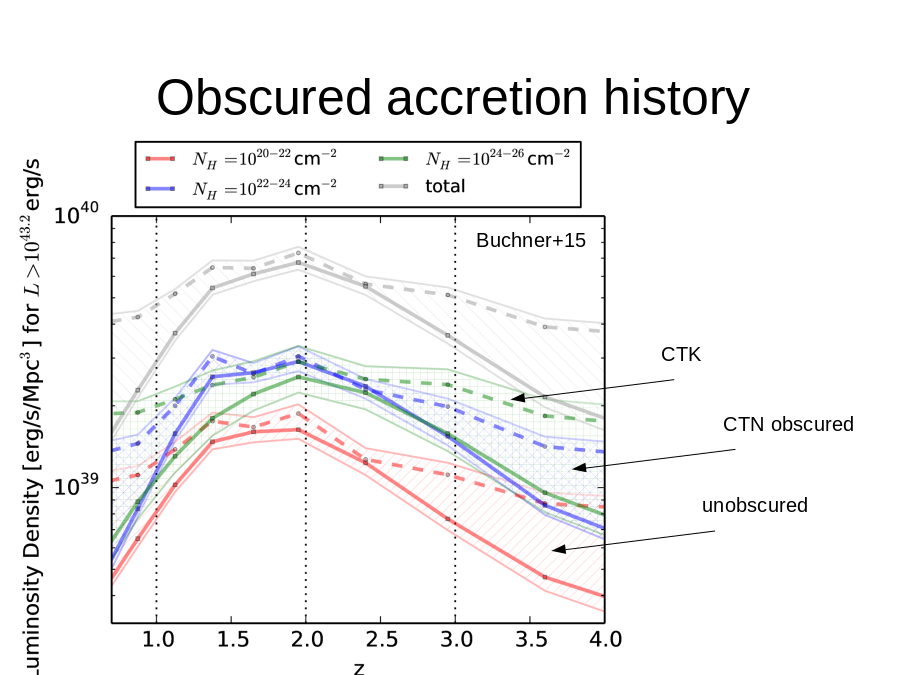 Obscured accretion history
N_H = 10^{20−22} cm^{−2}
N_H = 10^{24−26} cm^{−2}
N_H = 10^{22−24} cm^{−2}
total
Luminosity Density [erg/s/Mpc^3] for L > 10^{43.2} erg/s
10^{40}
Buchner+15
CTK
CTN obscured
10^{39}
unobscured
1.0 1.5 2.0 2.5 3.0 3.5 4.0
z